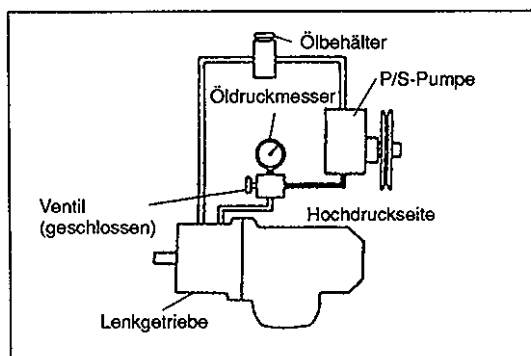 Ölbehälter
P/S-Pumpe
Öldruckmesser
Ventil
(geschlossen)
Hochdruckseite
Lenkgetriebe